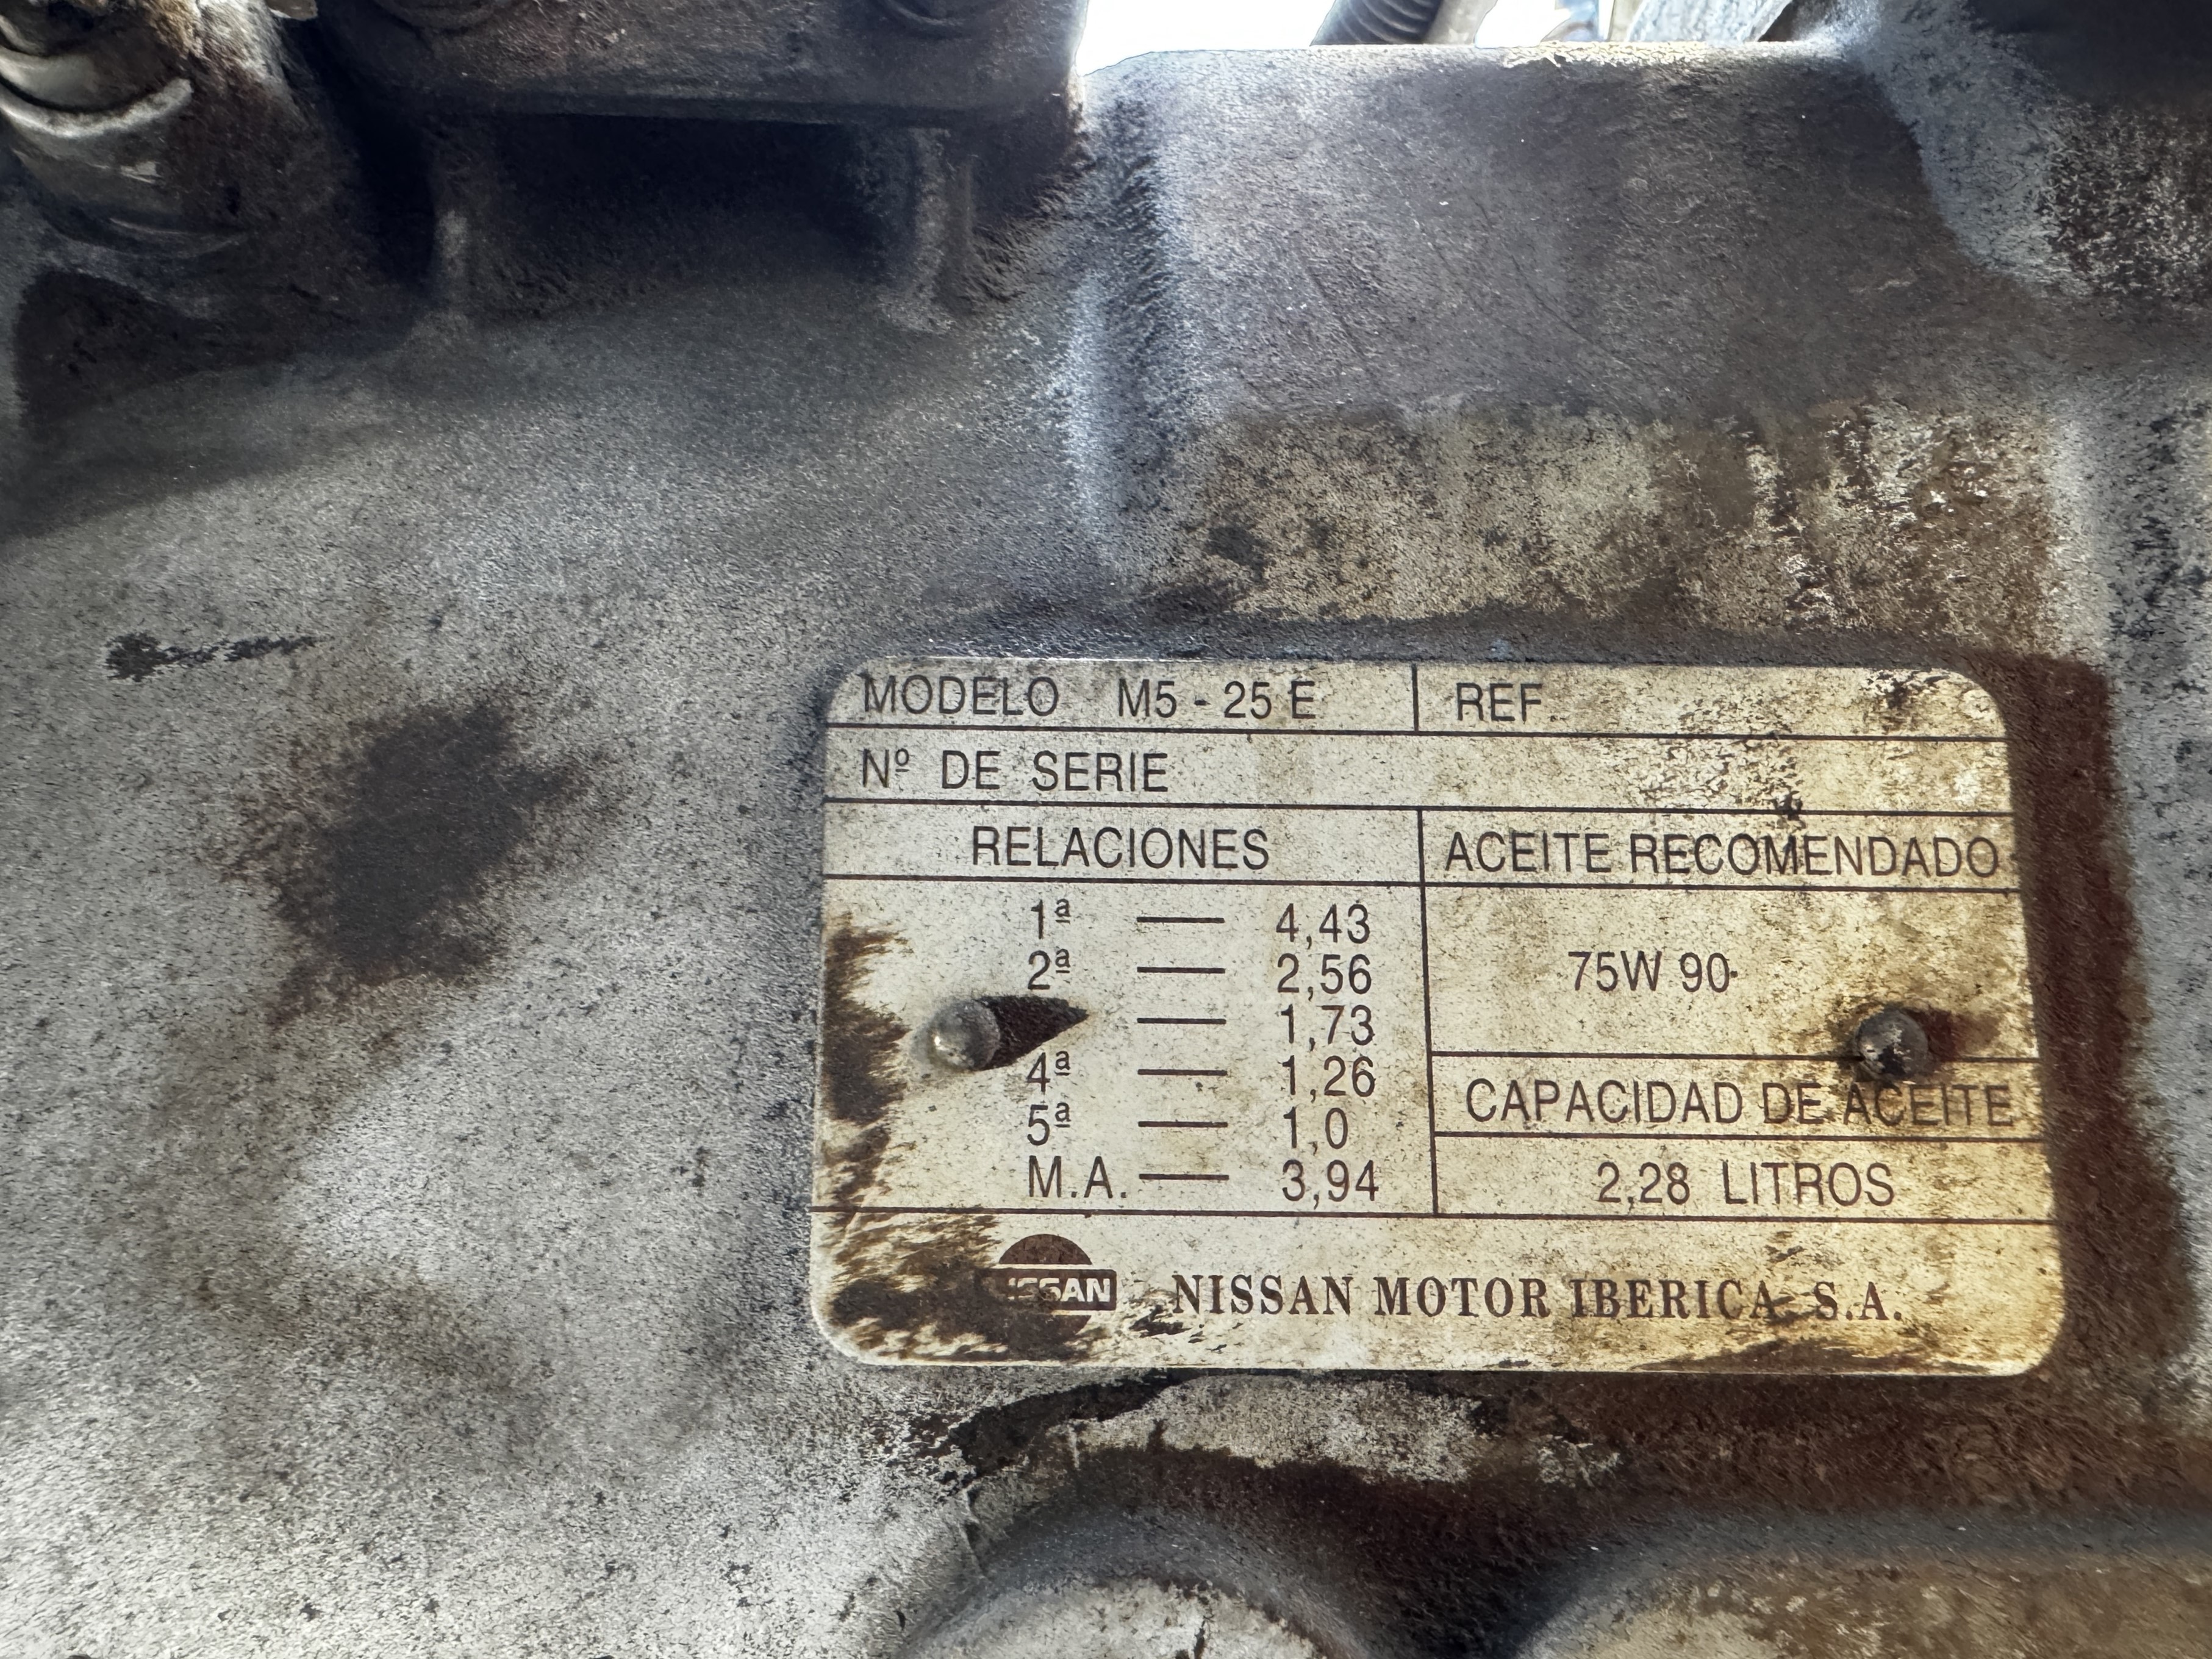 MODELO M5 - 25 E REF.
Nº DE SERIE
RELACIONES ACEITE RECOMENDADO
1ª — 4,43
2ª — 2,56
75W 90
— 1,73
4ª — 1,26
CAPACIDAD DE ACEITE
5ª — 1,0
M.A. — 3,94
2,28 LITROS
NISSAN NISSAN MOTOR IBERICA, S.A.